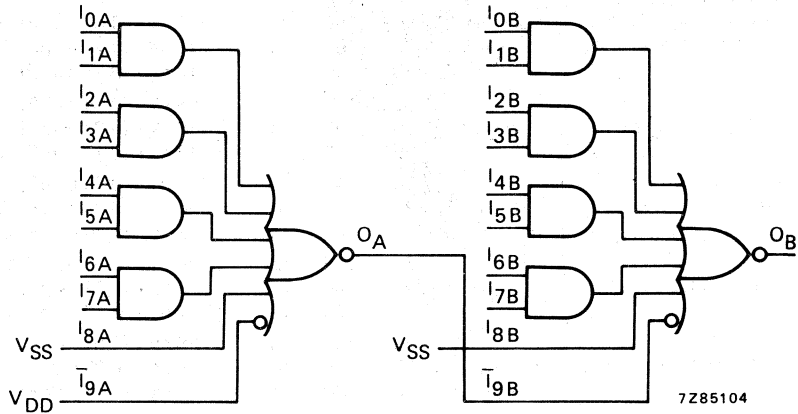 I0A
I1A
I2A
I3A
I4A
I5A
I6A
I7A
VSS I8A
VDD Ī9A
OA
I0B
I1B
I2B
I3B
I4B
I5B
I6B
I7B
VSS I8B
Ī9B
OB
7Z85104